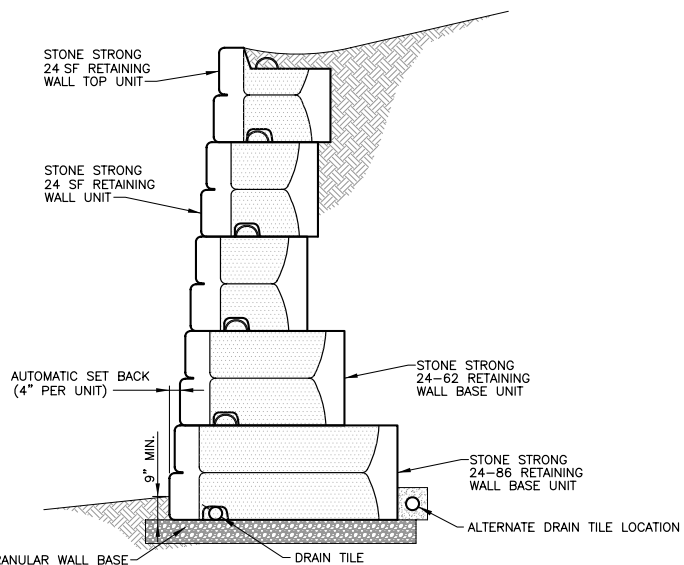 STONE STRONG
24 SF RETAINING
WALL TOP UNIT
STONE STRONG
24 SF RETAINING
WALL UNIT
AUTOMATIC SET BACK
(4" PER UNIT)
STONE STRONG
24-62 RETAINING
WALL BASE UNIT
9" MIN.
STONE STRONG
24-86 RETAINING
WALL BASE UNIT
ALTERNATE DRAIN TILE LOCATION
RANULAR WALL BASE
DRAIN TILE